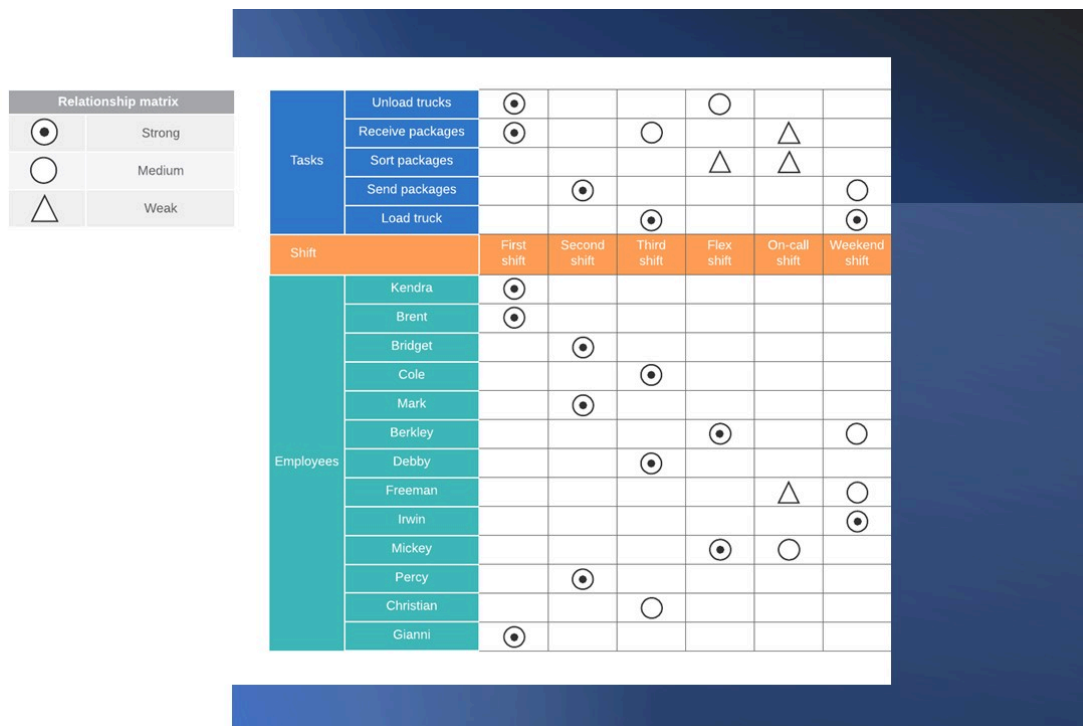 Relationship matrix
Strong
Medium
Weak
Tasks
Unload trucks
Receive packages
Sort packages
Send packages
Load truck
Shift
First shift
Second shift
Third shift
Flex shift
On-call shift
Weekend shift
Employees
Kendra
Brent
Bridget
Cole
Mark
Berkley
Debby
Freeman
Irwin
Mickey
Percy
Christian
Gianni